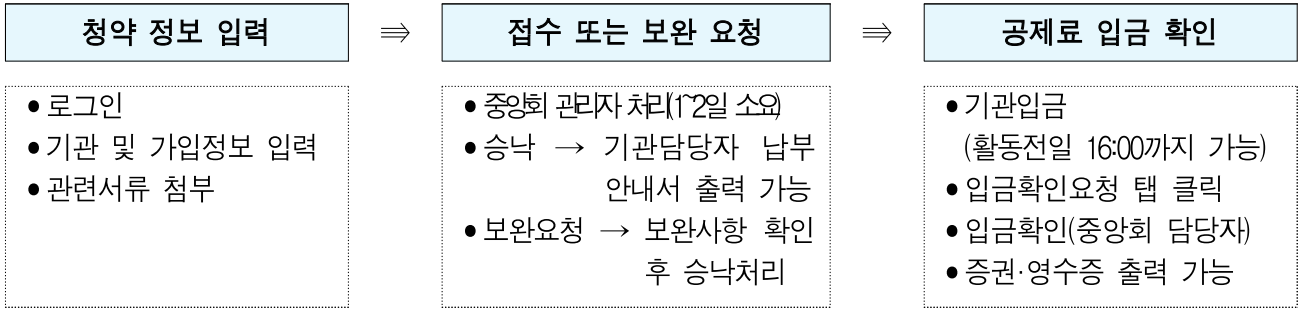 청약 정보 입력
⇛
접수 또는 보완 요청
⇛
공제료 입금 확인
● 로그인
● 기관 및 가입정보 입력
● 관련서류 첨부
● 중앙회 관리자 처리(1~2일 소요)
● 승낙 → 기관담당자 납부
안내서 출력 가능
● 보완요청 → 보완사항 확인
후 승낙처리
● 기관입금
(활동전일 16:00까지 가능)
● 입금확인요청 탭 클릭
● 입금확인(중앙회 담당자)
● 증권·영수증 출력 가능